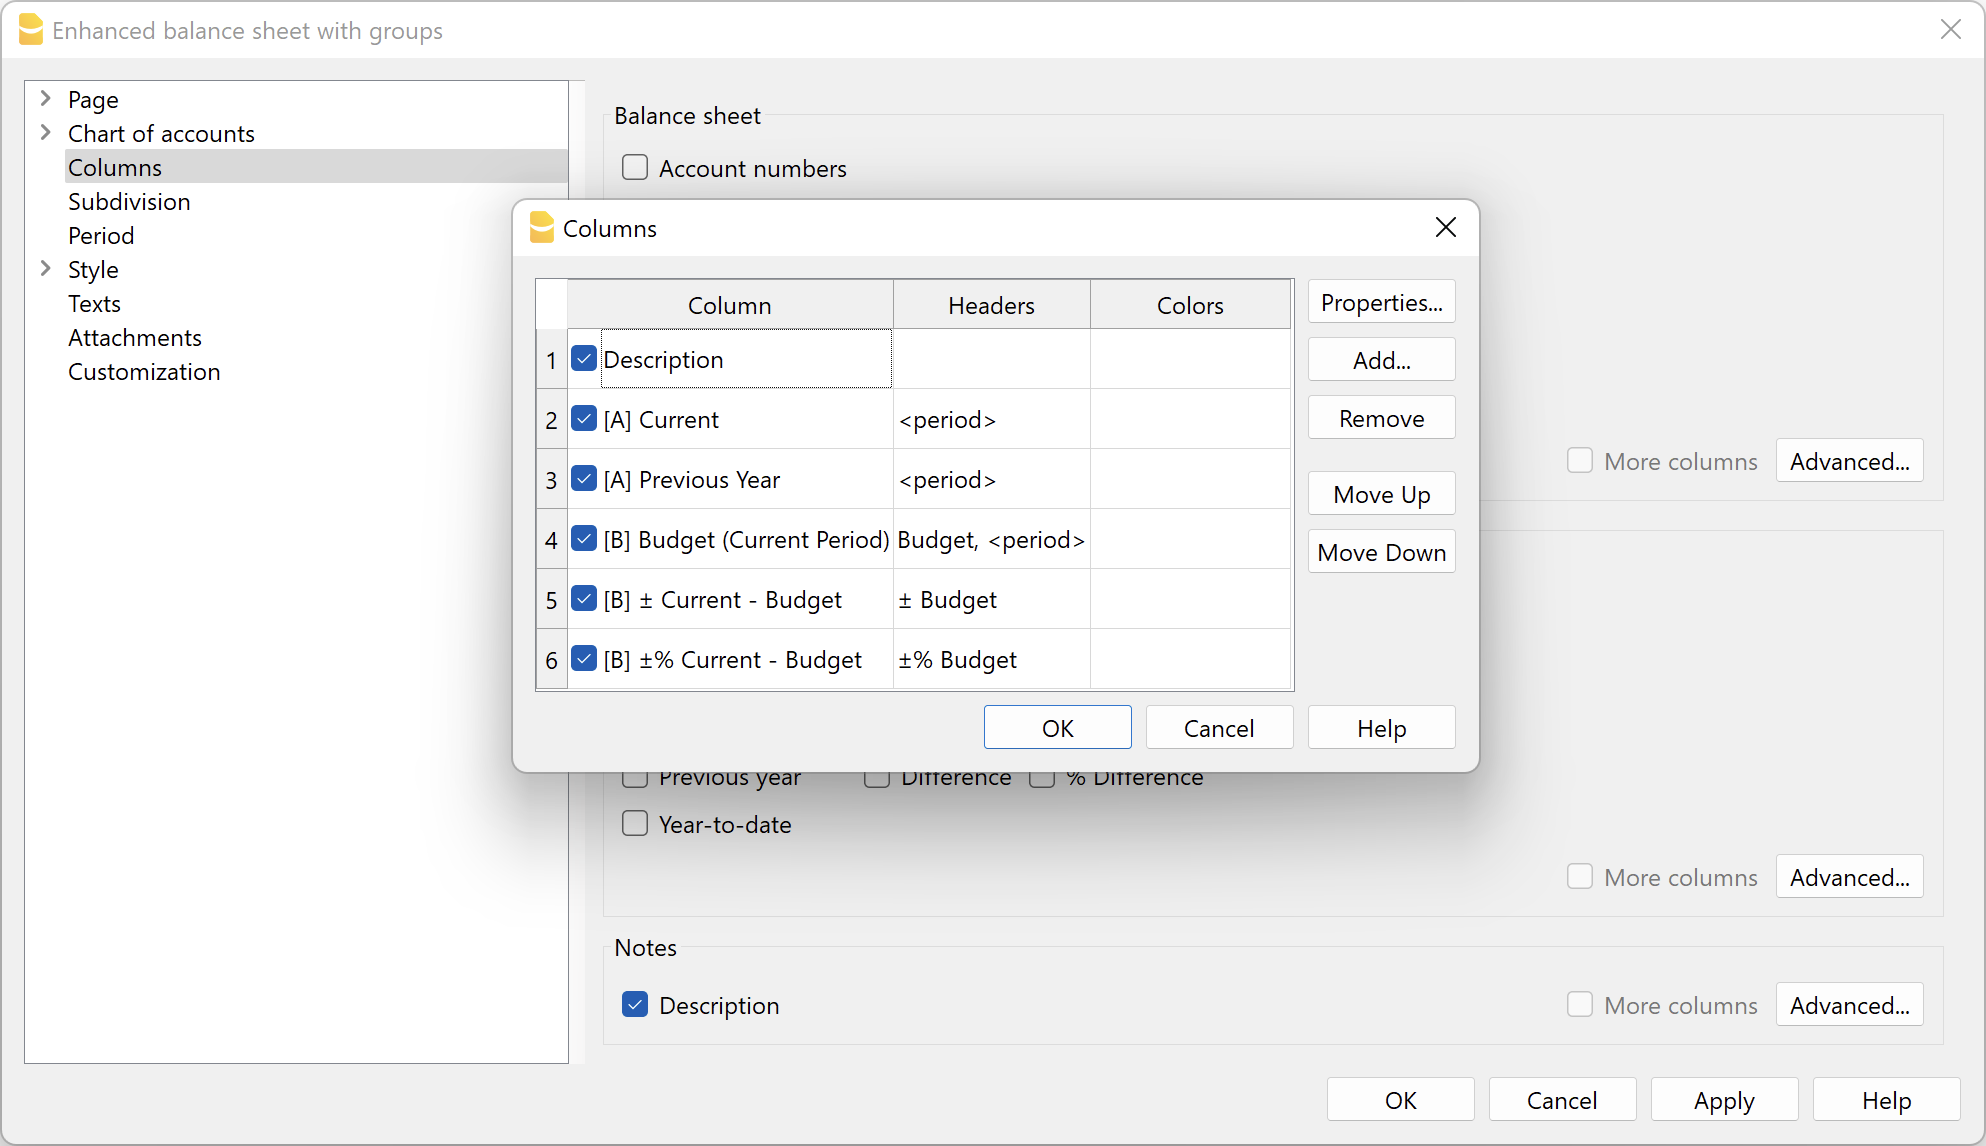 Enhanced balance sheet with groups
Page
Chart of accounts
Columns
Subdivision
Period
Style
Texts
Attachments
Customization
Balance sheet
Account numbers
More columns
Advanced...
Columns
Column Headers Colors
1 Description
2 [A] Current <period>
3 [A] Previous Year <period>
4 [B] Budget (Current Period) Budget, <period>
5 [B] ± Current - Budget ± Budget
6 [B] ±% Current - Budget ±% Budget
Properties...
Add...
Remove
Move Up
Move Down
OK Cancel Help
Previous year Difference % Difference
Year-to-date
More columns Advanced...
Notes
Description More columns Advanced...
OK Cancel Apply Help